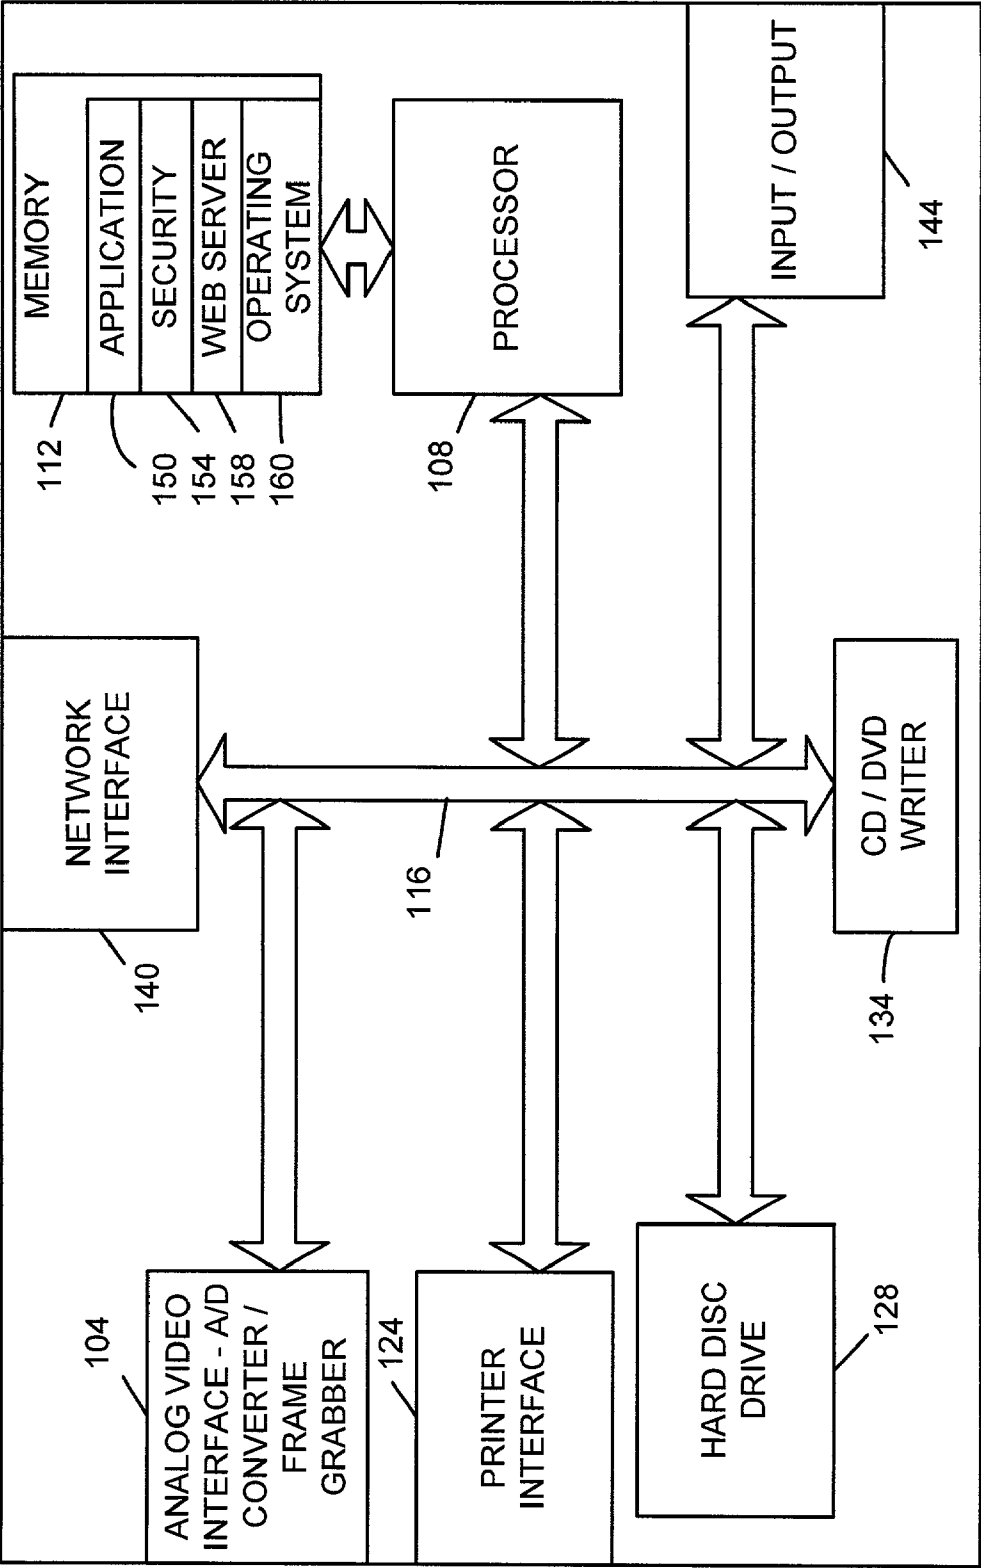 104
ANALOG VIDEO
INTERFACE - A/D
CONVERTER /
FRAME
GRABBER
124
PRINTER
INTERFACE
HARD DISC
DRIVE
128
140
NETWORK
INTERFACE
116
CD / DVD
WRITER
134
112
MEMORY
150
APPLICATION
154
SECURITY
158
WEB SERVER
160
OPERATING
SYSTEM
108
PROCESSOR
INPUT / OUTPUT
144